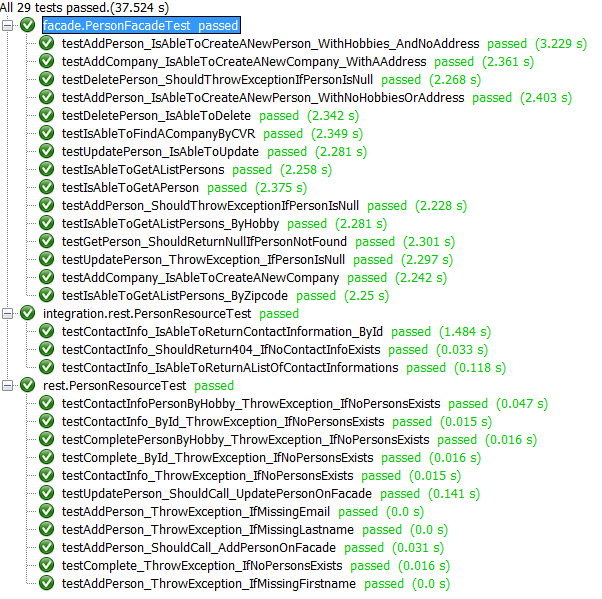 All 29 tests passed.(37.524 s)
facade.PersonFacadeTest passed
testAddPerson_IsAbleToCreateANewPerson_WithHobbies_AndNoAddress passed (3.229 s)
testAddCompany_IsAbleToCreateANewCompany_WithAAddress passed (2.361 s)
testDeletePerson_ShouldThrowExceptionIfPersonIsNull passed (2.268 s)
testAddPerson_IsAbleToCreateANewPerson_WithNoHobbiesOrAddress passed (2.403 s)
testDeletePerson_IsAbleToDelete passed (2.342 s)
testIsAbleToFindACompanyByCVR passed (2.349 s)
testUpdatePerson_IsAbleToUpdate passed (2.281 s)
testIsAbleToGetAListPersons passed (2.258 s)
testIsAbleToGetAPerson passed (2.375 s)
testAddPerson_ShouldThrowExceptionIfPersonIsNull passed (2.228 s)
testIsAbleToGetAListPersons_ByHobby passed (2.281 s)
testGetPerson_ShouldReturnNullIfPersonNotFound passed (2.301 s)
testUpdatePerson_ThrowException_IfPersonIsNull passed (2.297 s)
testAddCompany_IsAbleToCreateANewCompany passed (2.242 s)
testIsAbleToGetAListPersons_ByZipcode passed (2.25 s)
integration.rest.PersonResourceTest passed
testContactInfo_IsAbleToReturnContactInformation_ById passed (1.484 s)
testContactInfo_ShouldReturn404_IfNoContactInfoExists passed (0.033 s)
testContactInfo_IsAbleToReturnAListOfContactInformations passed (0.118 s)
rest.PersonResourceTest passed
testContactInfoPersonByHobby_ThrowException_IfNoPersonsExists passed (0.047 s)
testContactInfo_ById_ThrowException_IfNoPersonsExists passed (0.015 s)
testCompletePersonByHobby_ThrowException_IfNoPersonsExists passed (0.016 s)
testComplete_ById_ThrowException_IfNoPersonsExists passed (0.016 s)
testContactInfo_ThrowException_IfNoPersonsExists passed (0.015 s)
testUpdatePerson_ShouldCall_UpdatePersonOnFacade passed (0.141 s)
testAddPerson_ThrowException_IfMissingEmail passed (0.0 s)
testAddPerson_ThrowException_IfMissingLastname passed (0.0 s)
testAddPerson_ShouldCall_AddPersonOnFacade passed (0.031 s)
testComplete_ThrowException_IfNoPersonsExists passed (0.016 s)
testAddPerson_ThrowException_IfMissingFirstname passed (0.0 s)